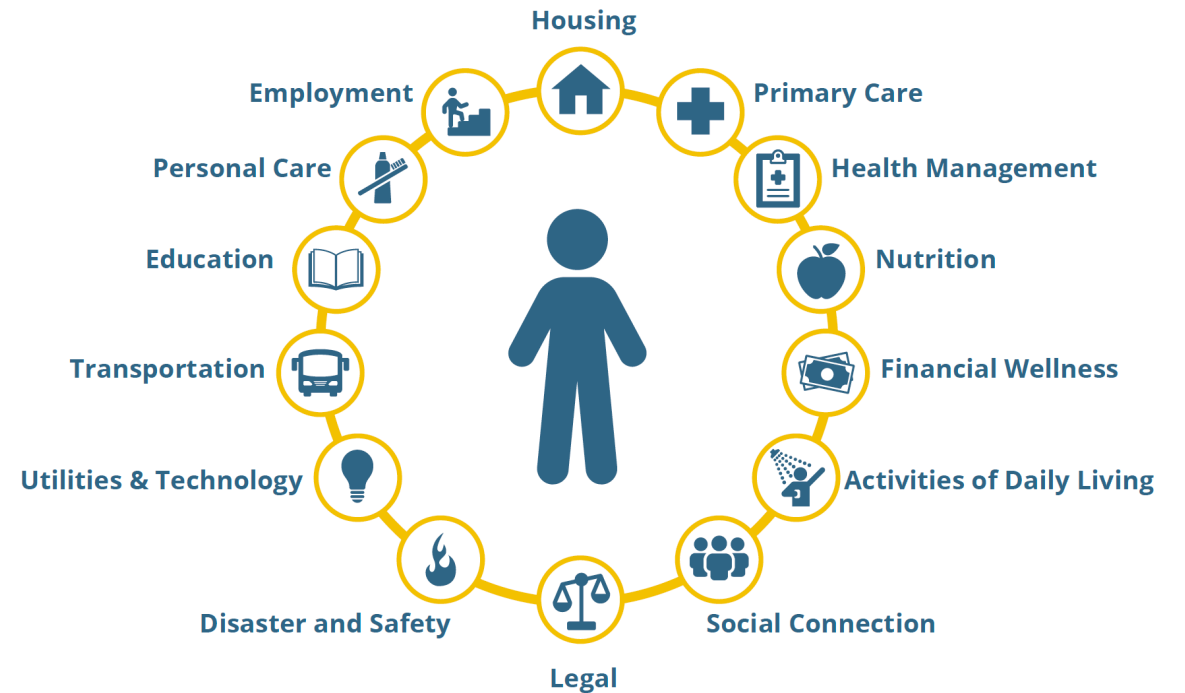 Housing
Employment
Primary Care
Personal Care
Health Management
Education
Nutrition
Transportation
Financial Wellness
Utilities & Technology
Activities of Daily Living
Disaster and Safety
Social Connection
Legal